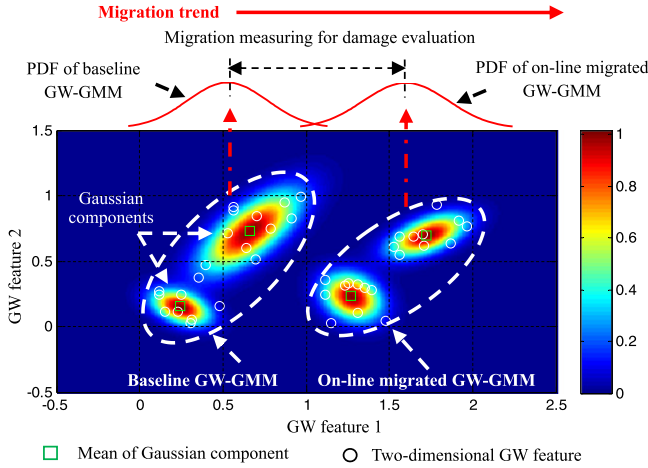 Migration trend
Migration measuring for damage evaluation
PDF of baseline
GW-GMM
PDF of on-line migrated
GW-GMM
1.5
1
0.5
0
-0.5
GW feature 2
Gaussian
components
Baseline GW-GMM
On-line migrated GW-GMM
-0.5
0
0.5
1
1.5
2
2.5
GW feature 1
1
0.8
0.6
0.4
0.2
0
Mean of Gaussian component
Two-dimensional GW feature